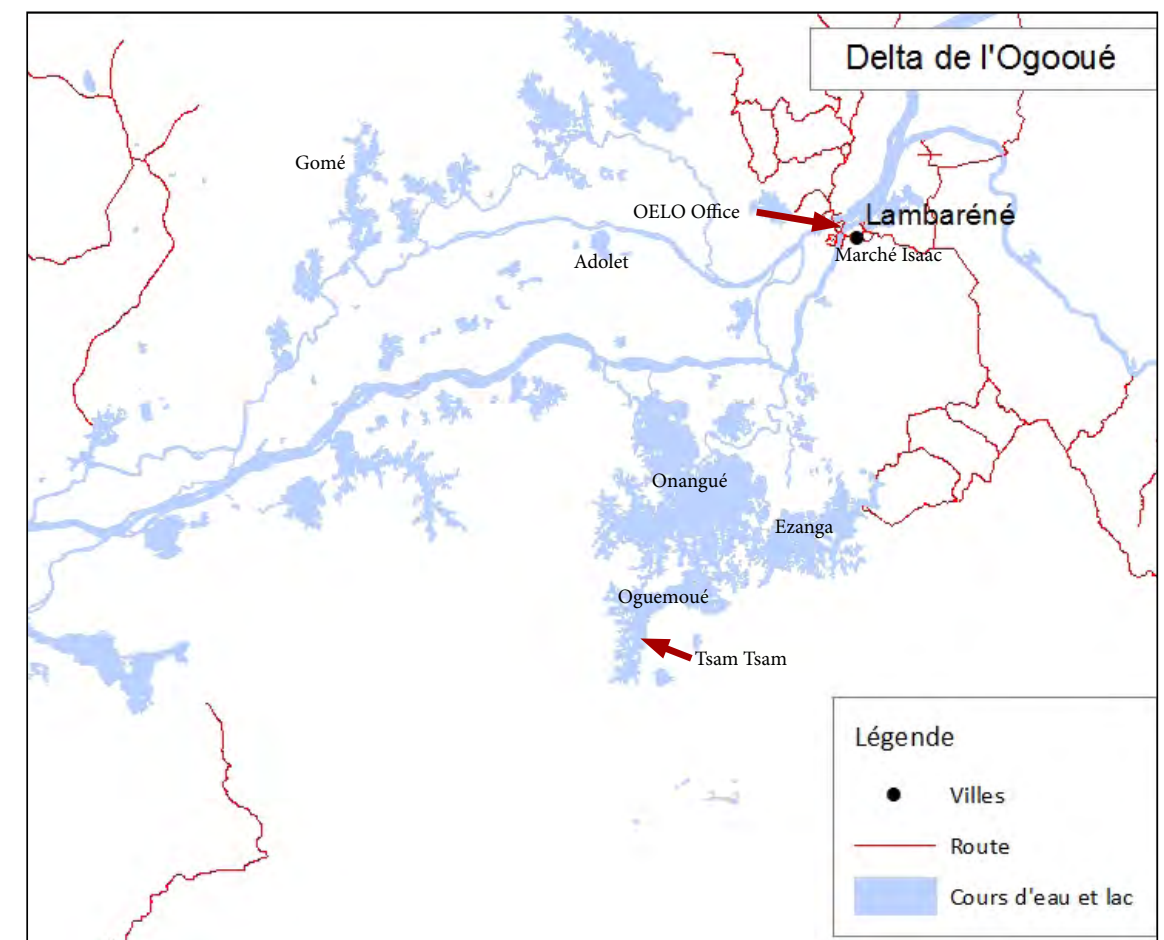 Delta de l'Ogooué
Gomé
OELO Office
Lambaréné
Marché Isaac
Adolet
Onangué
Ezanga
Oguemoué
Tsam Tsam
Légende
Villes
Route
Cours d'eau et lac